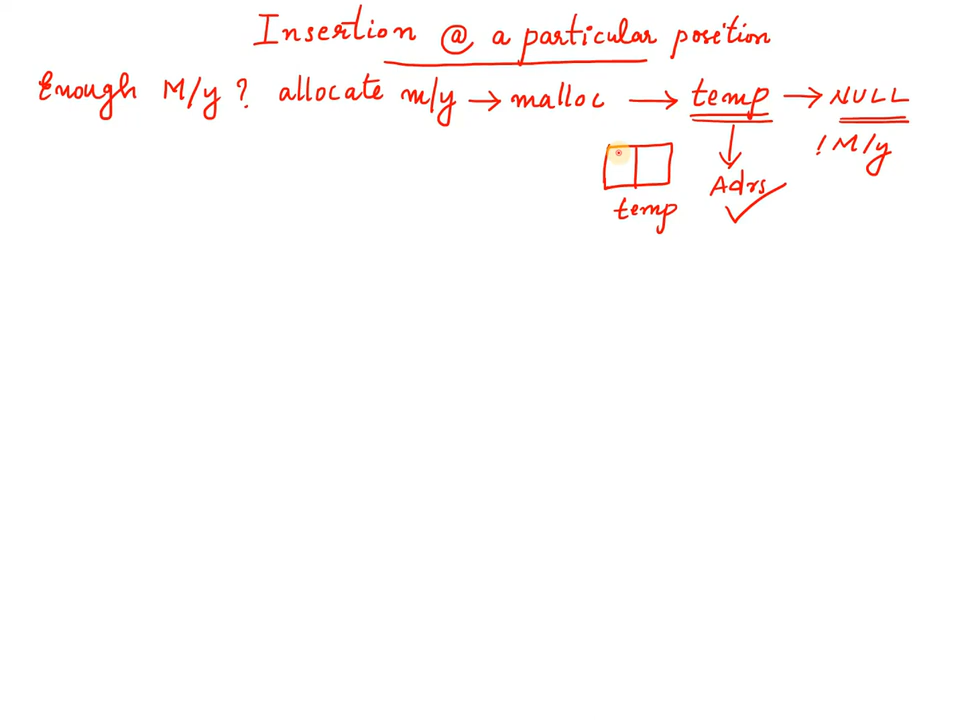 Insertion @ a particular position
Enough M/y ? allocate m/y → malloc → temp → NULL
! M/y
Adrs
temp